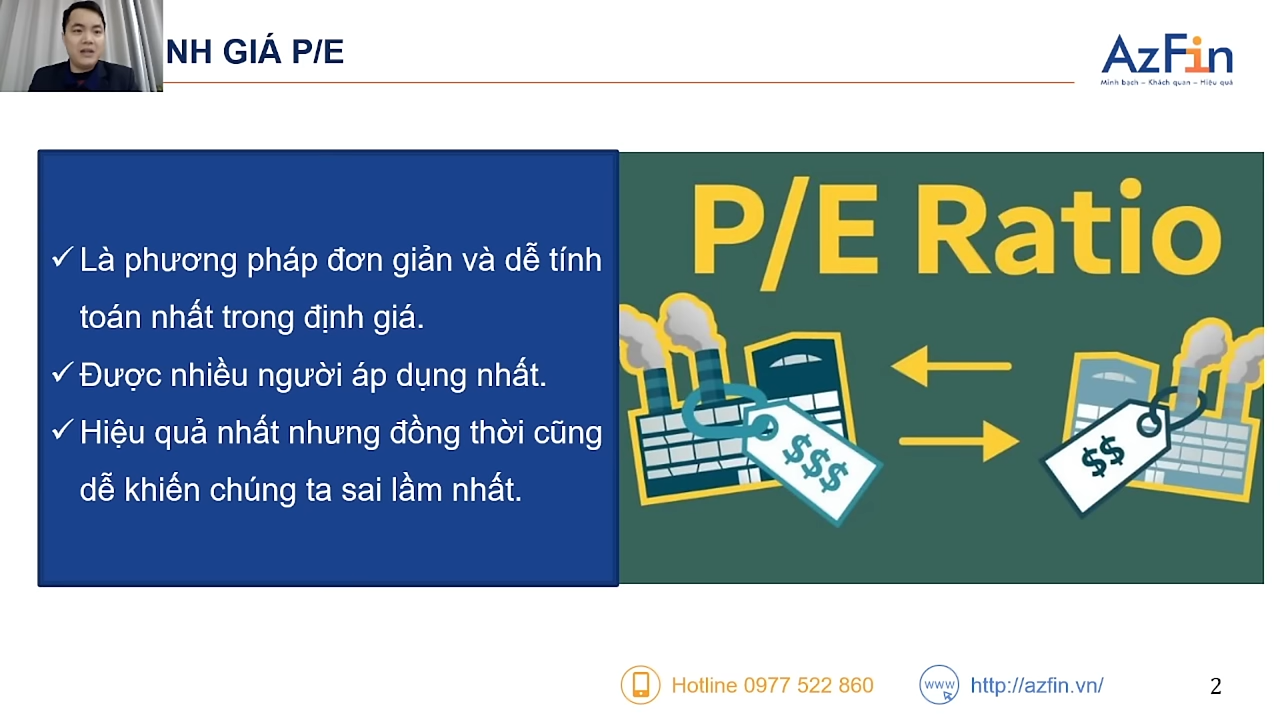 NH GIÁ P/E
AzFin
Minh bạch – Khách quan – Hiệu quả
✓ Là phương pháp đơn giản và dễ tính
toán nhất trong định giá.
✓ Được nhiều người áp dụng nhất.
✓ Hiệu quả nhất nhưng đồng thời cũng
dễ khiến chúng ta sai lầm nhất.
P/E Ratio
$$$
$$
Hotline 0977 522 860
www
http://azfin.vn/
2